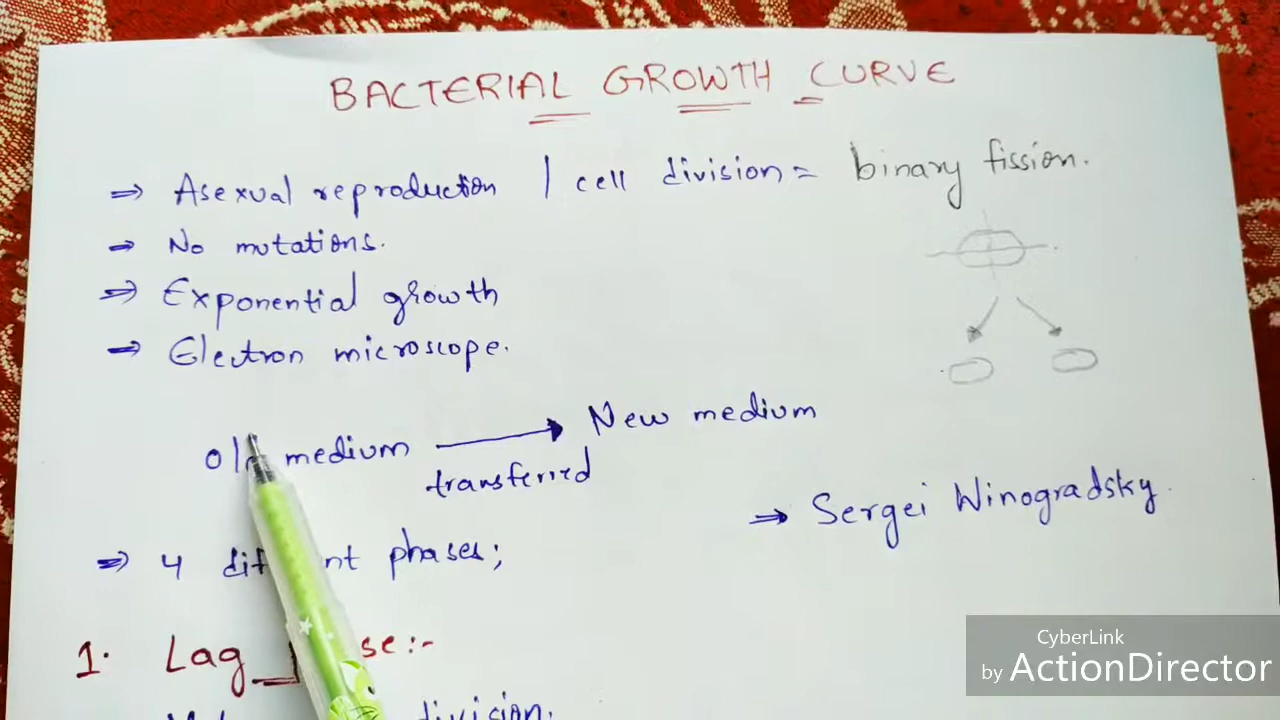 BACTERIAL GROWTH CURVE
⇒ Asexual reproduction / cell division = binary fission.
→ No mutations.
⇒ Exponential growth
→ Electron microscope.
medium → New medium
transferred
⇒ Sergei Winogradsky
⇒ 4 phases;
1. Lag
division.
CyberLink
by ActionDirector